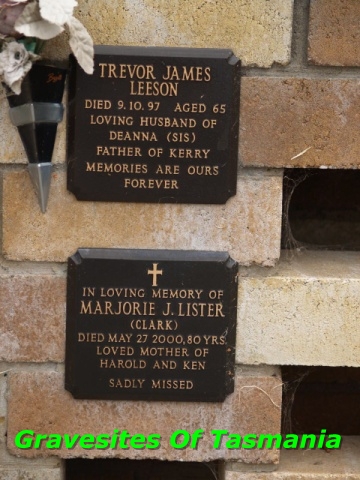 TREVOR JAMES
LEESON
DIED 9.10.97 AGED 65
LOVING HUSBAND OF
DEANNA (SIS)
FATHER OF KERRY
MEMORIES ARE OURS
FOREVER
IN LOVING MEMORY OF
MARJORIE J. LISTER
(CLARK)
DIED MAY 27 2000, 80 YRS.
LOVED MOTHER OF
HAROLD AND KEN
SADLY MISSED
Gravesites Of Tasmania